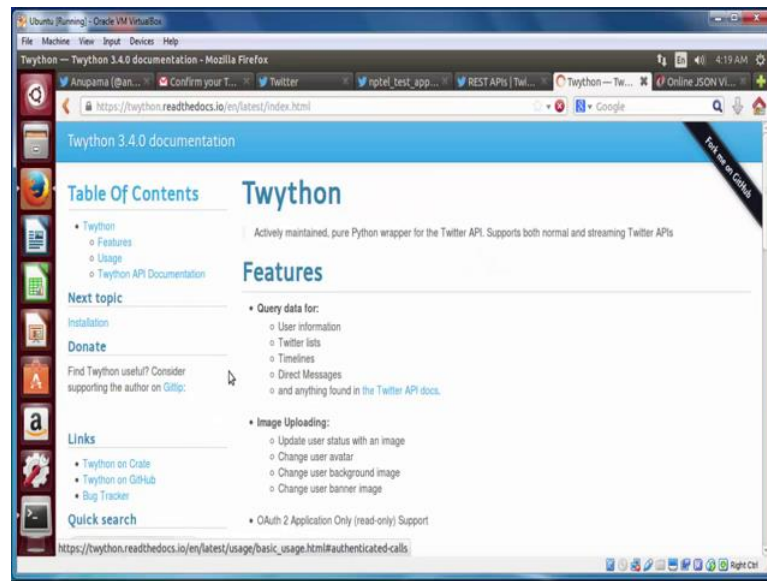 Ubuntu [Running] - Oracle VM VirtualBox
File Machine View Input Devices Help
Twython — Twython 3.4.0 documentation - Mozilla Firefox
En 4:19 AM
Anupama (@an...
Confirm your T...
Twitter
nptel_test_app...
REST APIs | Twi...
Twython — Tw...
Online JSON Vi...
https://twython.readthedocs.io/en/latest/index.html
Google
Twython 3.4.0 documentation
Fork me on GitHub
Table Of Contents
• Twython
○ Features
○ Usage
○ Twython API Documentation
Next topic
Installation
Donate
Find Twython useful? Consider
supporting the author on Gittip:
Links
• Twython on Crate
• Twython on GitHub
• Bug Tracker
Quick search
Twython
Actively maintained, pure Python wrapper for the Twitter API. Supports both normal and streaming Twitter APIs
Features
• Query data for:
○ User information
○ Twitter lists
○ Timelines
○ Direct Messages
○ and anything found in the Twitter API docs.
• Image Uploading:
○ Update user status with an image
○ Change user avatar
○ Change user background image
○ Change user banner image
• OAuth 2 Application Only (read-only) Support
https://twython.readthedocs.io/en/latest/usage/basic_usage.html#authenticated-calls
Right Ctrl